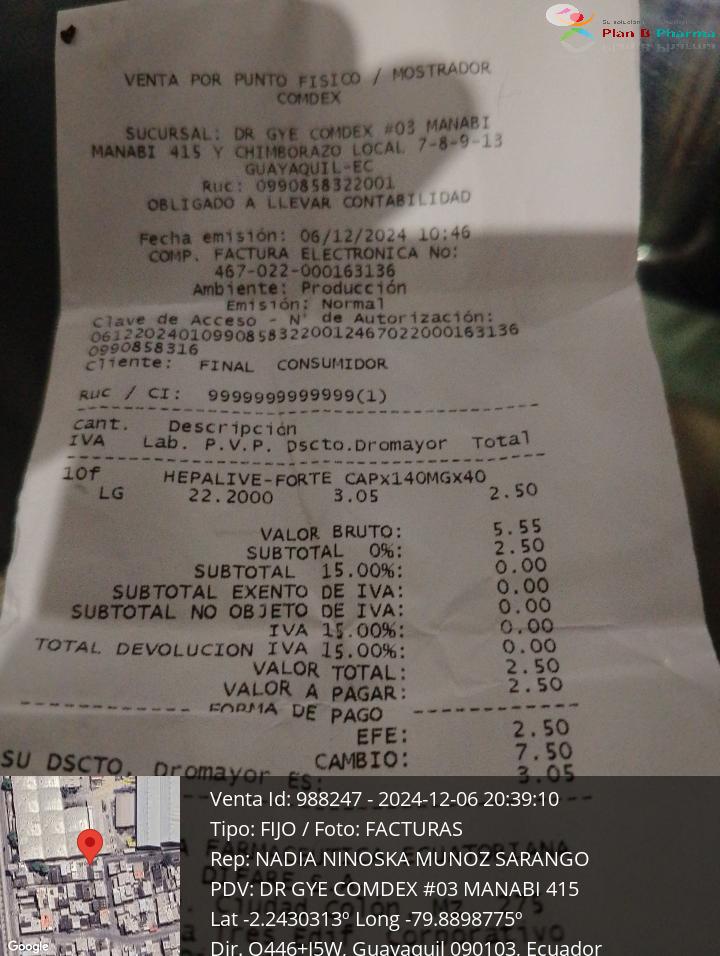 Plan B Pharma
VENTA POR PUNTO FISICO / MOSTRADOR
COMDEX
SUCURSAL: DR GYE COMDEX #03 MANABI
MANABI 415 Y CHIMBORAZO LOCAL 7-8-9-13
GUAYAQUIL-EC
Ruc: 0990858322001
OBLIGADO A LLEVAR CONTABILIDAD
Fecha emisión: 06/12/2024 10:46
COMP. FACTURA ELECTRONICA No:
467-022-000163136
Ambiente: Producción
Emisión: Normal
Clave de Acceso - N° de Autorización:
061220240109908583220012467022000163136
0990858316
Cliente: FINAL CONSUMIDOR
Ruc / CI: 9999999999999(1)
Cant. Descripción
IVA Lab. P.V.P. Dscto.Dromayor Total
10f HEPALIVE-FORTE CAPX140MGX40
LG 22.2000 3.05 2.50
VALOR BRUTO: 5.55
SUBTOTAL 0%: 2.50
SUBTOTAL 15.00%: 0.00
SUBTOTAL EXENTO DE IVA: 0.00
SUBTOTAL NO OBJETO DE IVA: 0.00
IVA 15.00%: 0.00
TOTAL DEVOLUCION IVA 15.00%: 0.00
VALOR TOTAL: 2.50
VALOR A PAGAR: 2.50
FORMA DE PAGO
EFE: 2.50
CAMBIO: 7.50
SU DSCTO. Dromayor Es: 3.05
Venta Id: 988247 - 2024-12-06 20:39:10
Tipo: FIJO / Foto: FACTURAS
Rep: NADIA NINOSKA MUNOZ SARANGO
PDV: DR GYE COMDEX #03 MANABI 415
Lat -2.2430313º Long -79.8898775º
Dir. Q446+J5W, Guayaquil 090103, Ecuador
Google